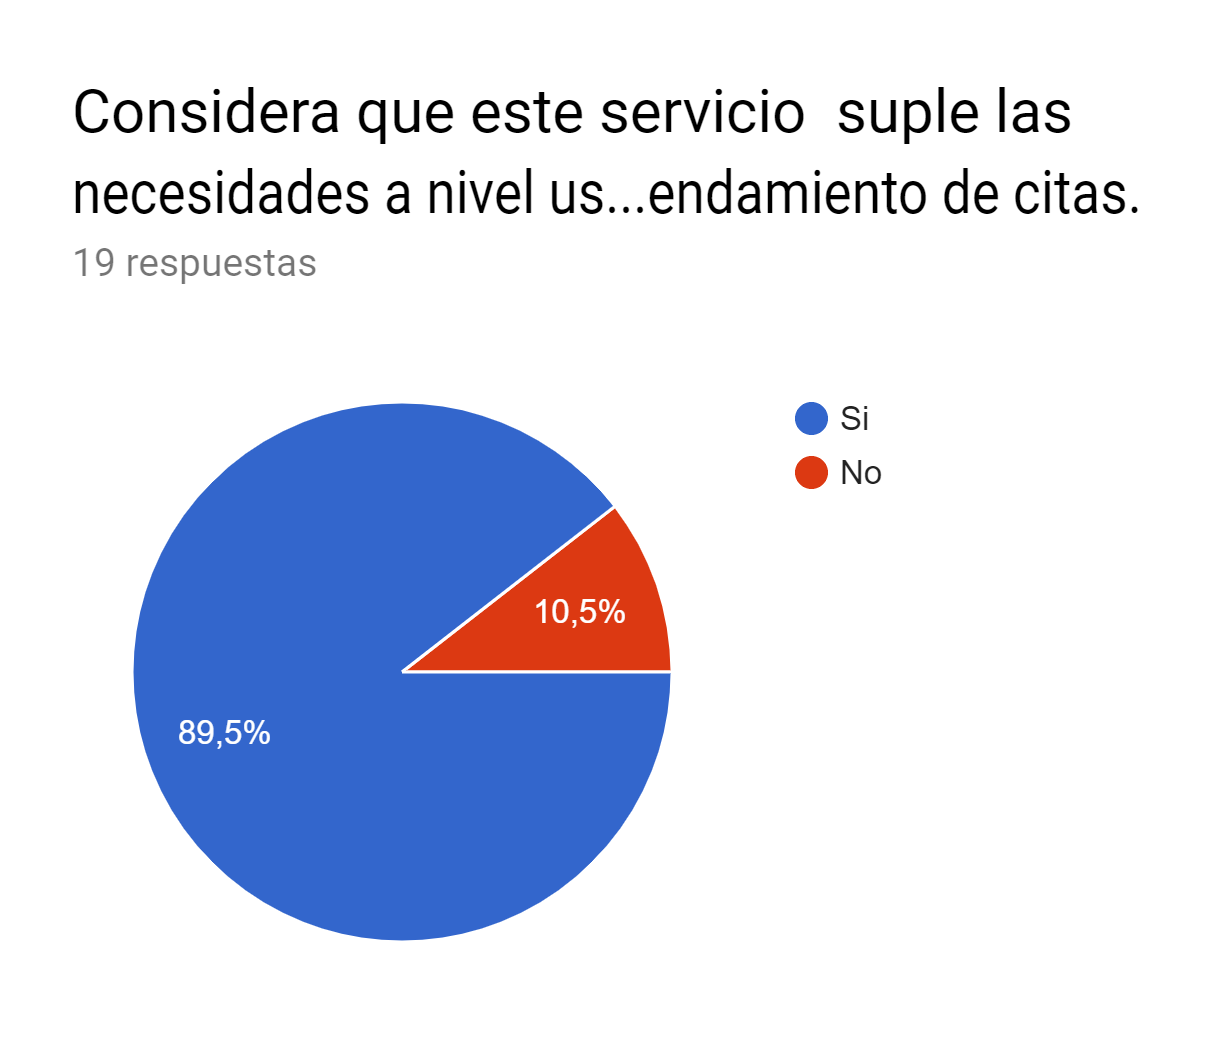 Considera que este servicio  suple las
necesidades a nivel us...endamiento de citas.
19 respuestas
Si
No
10,5%
89,5%